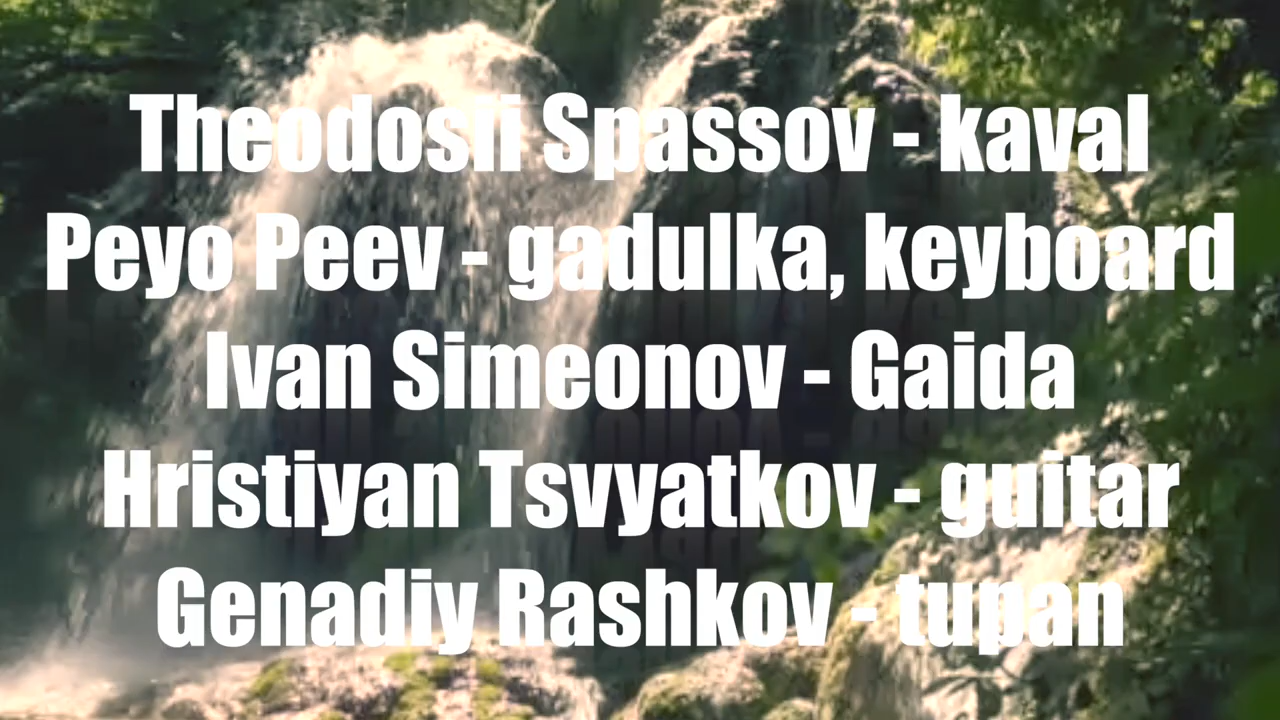 Theodosii Spassov - kaval
Peyo Peev - gadulka, keyboard
Ivan Simeonov - Gaida
Hristiyan Tsvyatkov - guitar
Genadiy Rashkov - tupan